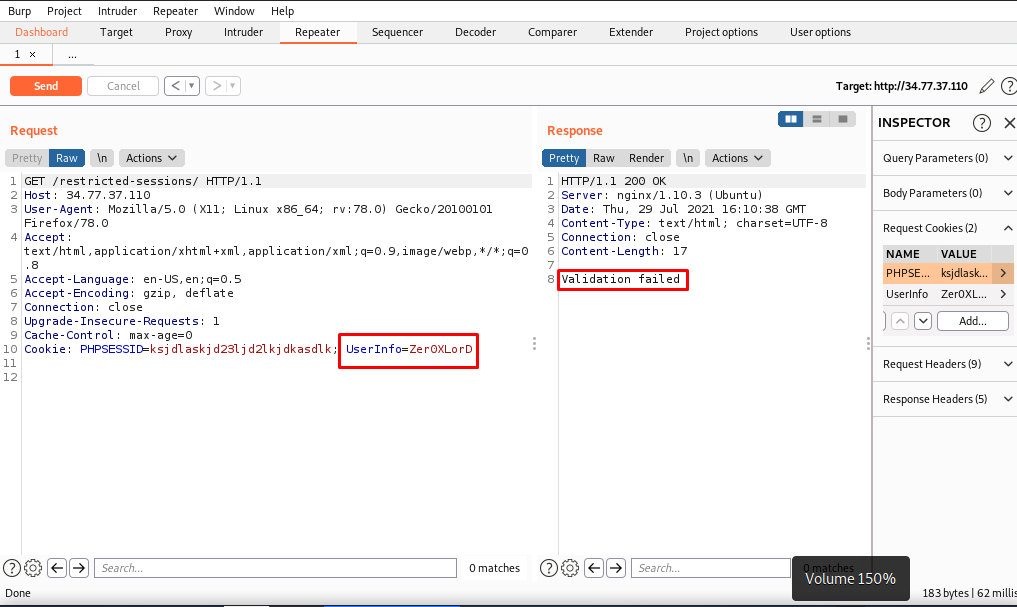 Burp Project Intruder Repeater Window Help
Dashboard Target Proxy Intruder Repeater Sequencer Decoder Comparer Extender Project options User options
1 × ...
Send Cancel < >
Target: http://34.77.37.110
Request
Pretty Raw \n Actions
1 GET /restricted-sessions/ HTTP/1.1
2 Host: 34.77.37.110
3 User-Agent: Mozilla/5.0 (X11; Linux x86_64; rv:78.0) Gecko/20100101
Firefox/78.0
4 Accept:
text/html,application/xhtml+xml,application/xml;q=0.9,image/webp,*/*;q=0
.8
5 Accept-Language: en-US,en;q=0.5
6 Accept-Encoding: gzip, deflate
7 Connection: close
8 Upgrade-Insecure-Requests: 1
9 Cache-Control: max-age=0
10 Cookie: PHPSESSID=ksjdlaskjd23ljd2lkjdkasdlk; UserInfo=Zer0XLorD
11
12
Search... 0 matches
Response
Pretty Raw Render \n Actions
1 HTTP/1.1 200 OK
2 Server: nginx/1.10.3 (Ubuntu)
3 Date: Thu, 29 Jul 2021 16:10:38 GMT
4 Content-Type: text/html; charset=UTF-8
5 Connection: close
6 Content-Length: 17
7
8 Validation failed
Search... 0 matches
INSPECTOR
Query Parameters (0)
Body Parameters (0)
Request Cookies (2)
NAME VALUE
PHPSE... ksjdlask...
UserInfo Zer0XL...
Add...
Request Headers (9)
Response Headers (5)
Volume 150%
Done
183 bytes | 62 millis